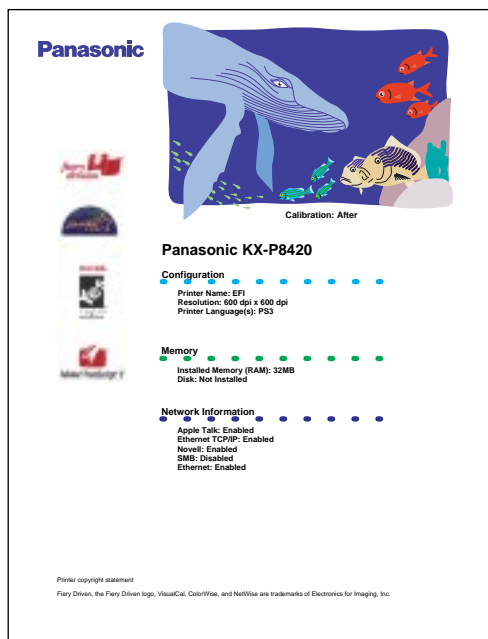 Panasonic
Calibration: After
Panasonic KX-P8420
Configuration
Printer Name: EFI
Resolution: 600 dpi x 600 dpi
Printer Language(s): PS3
Memory
Installed Memory (RAM): 32MB
Disk: Not Installed
Network Information
Apple Talk: Enabled
Ethernet TCP/IP: Enabled
Novell: Enabled
SMB: Disabled
Ethernet: Enabled
Printer copyright statement
Fiery Driven, the Fiery Driven logo, VisualCal, ColorWise, and NetWise are trademarks of Electronics for Imaging, Inc.